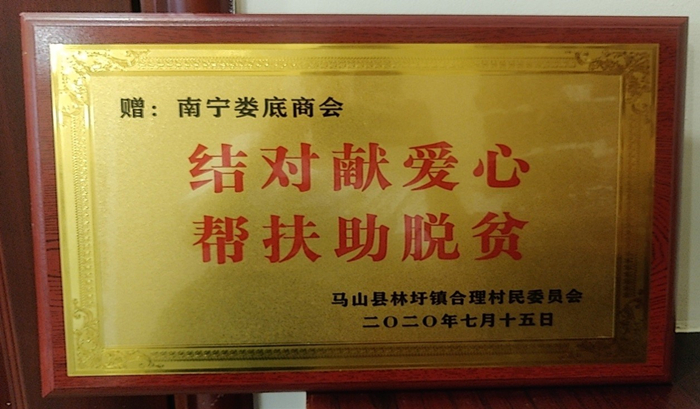 赠：南宁娄底商会
结对献爱心
帮扶助脱贫
马山县林圩镇合理村民委员会
二〇二〇年七月十五日